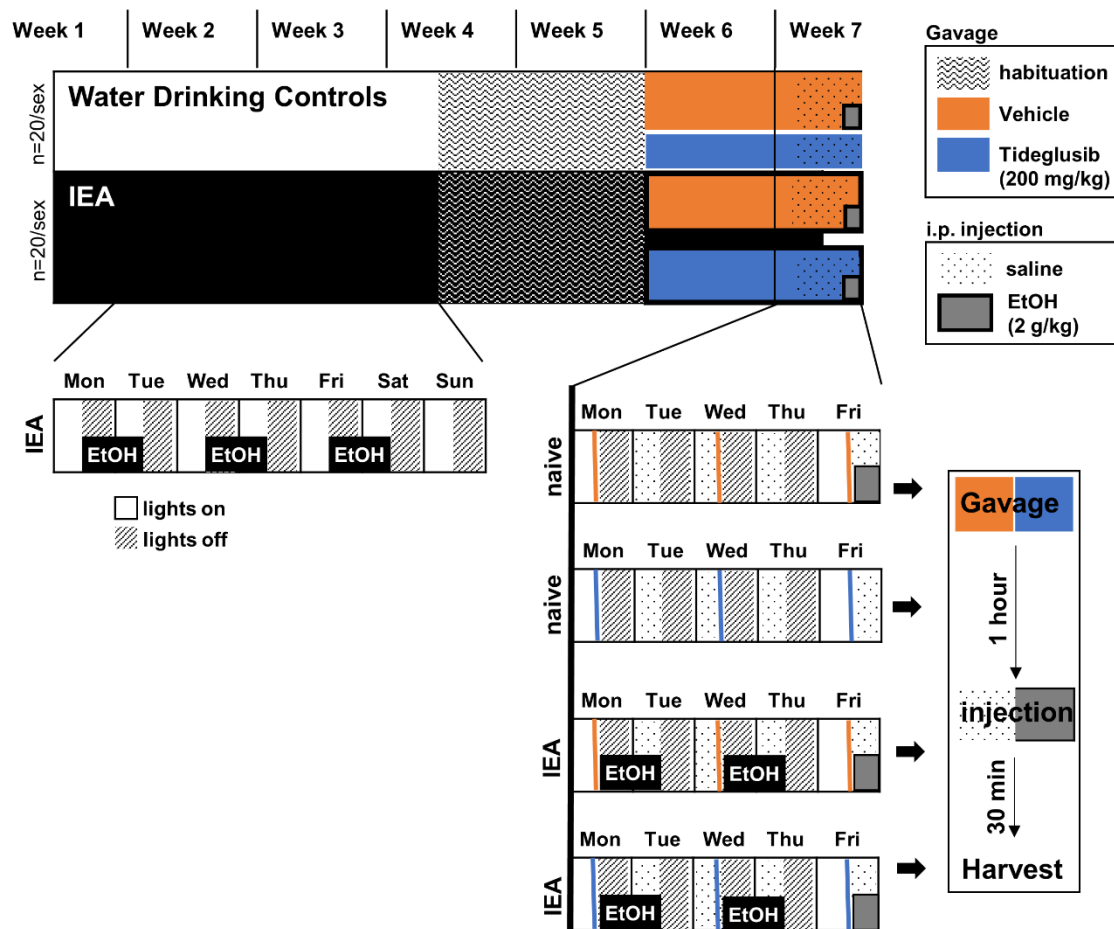 Week 1 Week 2 Week 3 Week 4 Week 5 Week 6 Week 7
Gavage
habituation
Vehicle
Tideglusib
(200 mg/kg)
i.p. injection
saline
EtOH
(2 g/kg)
n=20/sex
Water Drinking Controls
n=20/sex
IEA
Mon Tue Wed Thu Fri Sat Sun
IEA
EtOH EtOH EtOH
lights on
lights off
Mon Tue Wed Thu Fri
naive
Mon Tue Wed Thu Fri
naive
Mon Tue Wed Thu Fri
IEA
EtOH EtOH
Mon Tue Wed Thu Fri
IEA
EtOH EtOH
Gavage
1 hour
injection
30 min
Harvest